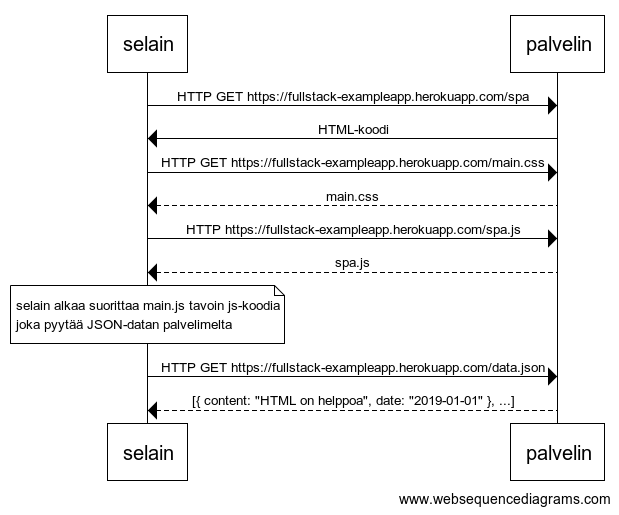 selain palvelin
HTTP GET https://fullstack-exampleapp.herokuapp.com/spa
HTML-koodi
HTTP GET https://fullstack-exampleapp.herokuapp.com/main.css
main.css
HTTP https://fullstack-exampleapp.herokuapp.com/spa.js
spa.js
selain alkaa suorittaa main.js tavoin js-koodia
joka pyytää JSON-datan palvelimelta
HTTP GET https://fullstack-exampleapp.herokuapp.com/data.json
[{ content: "HTML on helppoa", date: "2019-01-01" }, ...]
selain palvelin
www.websequencediagrams.com